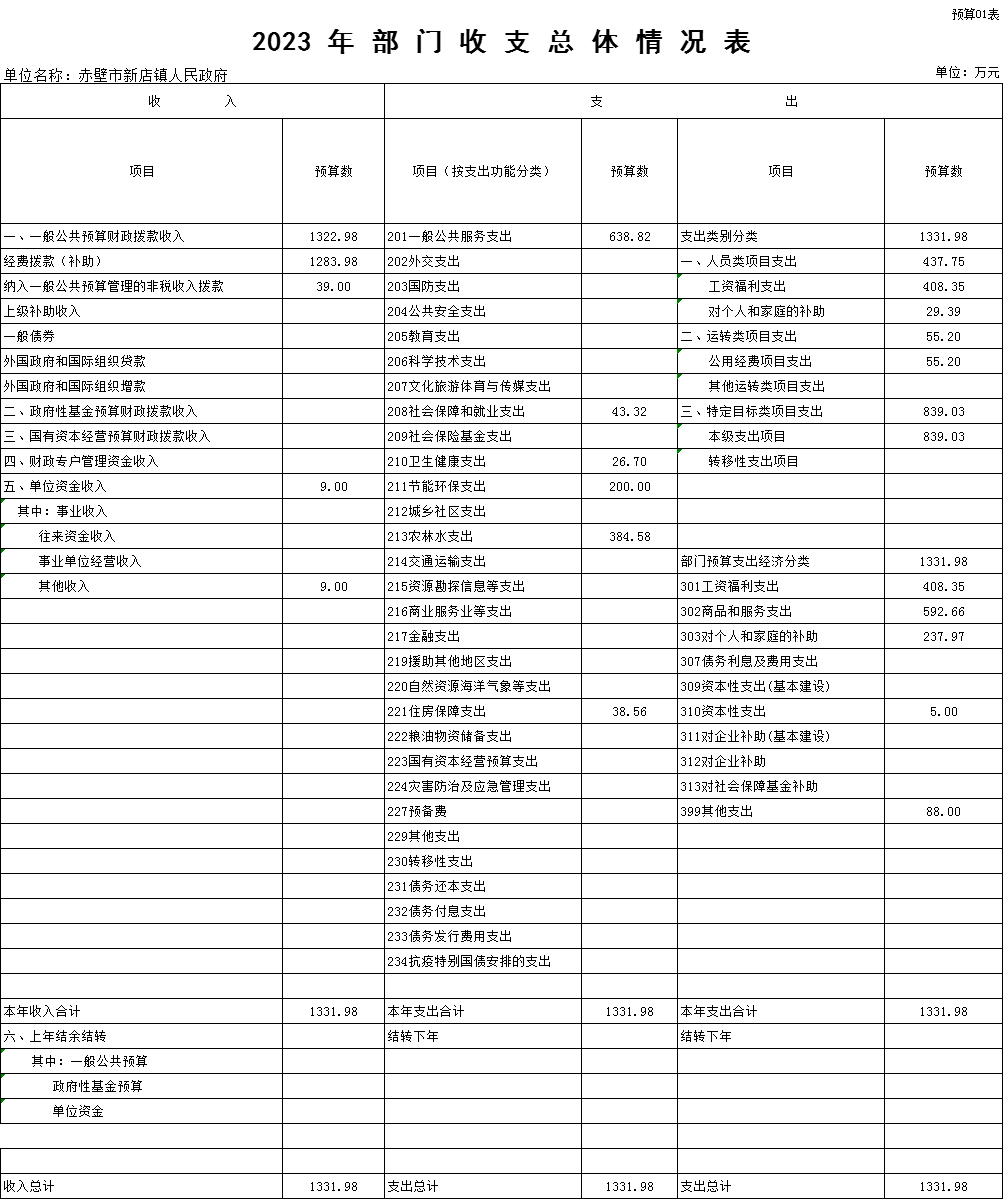 预算01表
2023 年 部 门 收 支 总 体 情 况 表
单位名称：赤壁市新店镇人民政府 单位：万元
收 入 支 出
项目 预算数 项目（按支出功能分类） 预算数 项目 预算数
一、一般公共预算财政拨款收入 1322.98 201一般公共服务支出 638.82 支出类别分类 1331.98
经费拨款（补助） 1283.98 202外交支出 一、人员类项目支出 437.75
纳入一般公共预算管理的非税收入拨款 39.00 203国防支出 工资福利支出 408.35
上级补助收入 204公共安全支出 对个人和家庭的补助 29.39
一般债券 205教育支出 二、运转类项目支出 55.20
外国政府和国际组织贷款 206科学技术支出 公用经费项目支出 55.20
外国政府和国际组织增款 207文化旅游体育与传媒支出 其他运转类项目支出
二、政府性基金预算财政拨款收入 208社会保障和就业支出 43.32 三、特定目标类项目支出 839.03
三、国有资本经营预算财政拨款收入 209社会保险基金支出 本级支出项目 839.03
四、财政专户管理资金收入 210卫生健康支出 26.70 转移性支出项目
五、单位资金收入 9.00 211节能环保支出 200.00
其中：事业收入 212城乡社区支出
往来资金收入 213农林水支出 384.58
事业单位经营收入 214交通运输支出 部门预算支出经济分类 1331.98
其他收入 9.00 215资源勘探信息等支出 301工资福利支出 408.35
216商业服务业等支出 302商品和服务支出 592.66
217金融支出 303对个人和家庭的补助 237.97
219援助其他地区支出 307债务利息及费用支出
220自然资源海洋气象等支出 309资本性支出(基本建设)
221住房保障支出 38.56 310资本性支出 5.00
222粮油物资储备支出 311对企业补助(基本建设)
223国有资本经营预算支出 312对企业补助
224灾害防治及应急管理支出 313对社会保障基金补助
227预备费 399其他支出 88.00
229其他支出
230转移性支出
231债务还本支出
232债务付息支出
233债务发行费用支出
234抗疫特别国债安排的支出
本年收入合计 1331.98 本年支出合计 1331.98 本年支出合计 1331.98
六、上年结余结转 结转下年 结转下年
其中：一般公共预算
政府性基金预算
单位资金
收入总计 1331.98 支出总计 1331.98 支出总计 1331.98